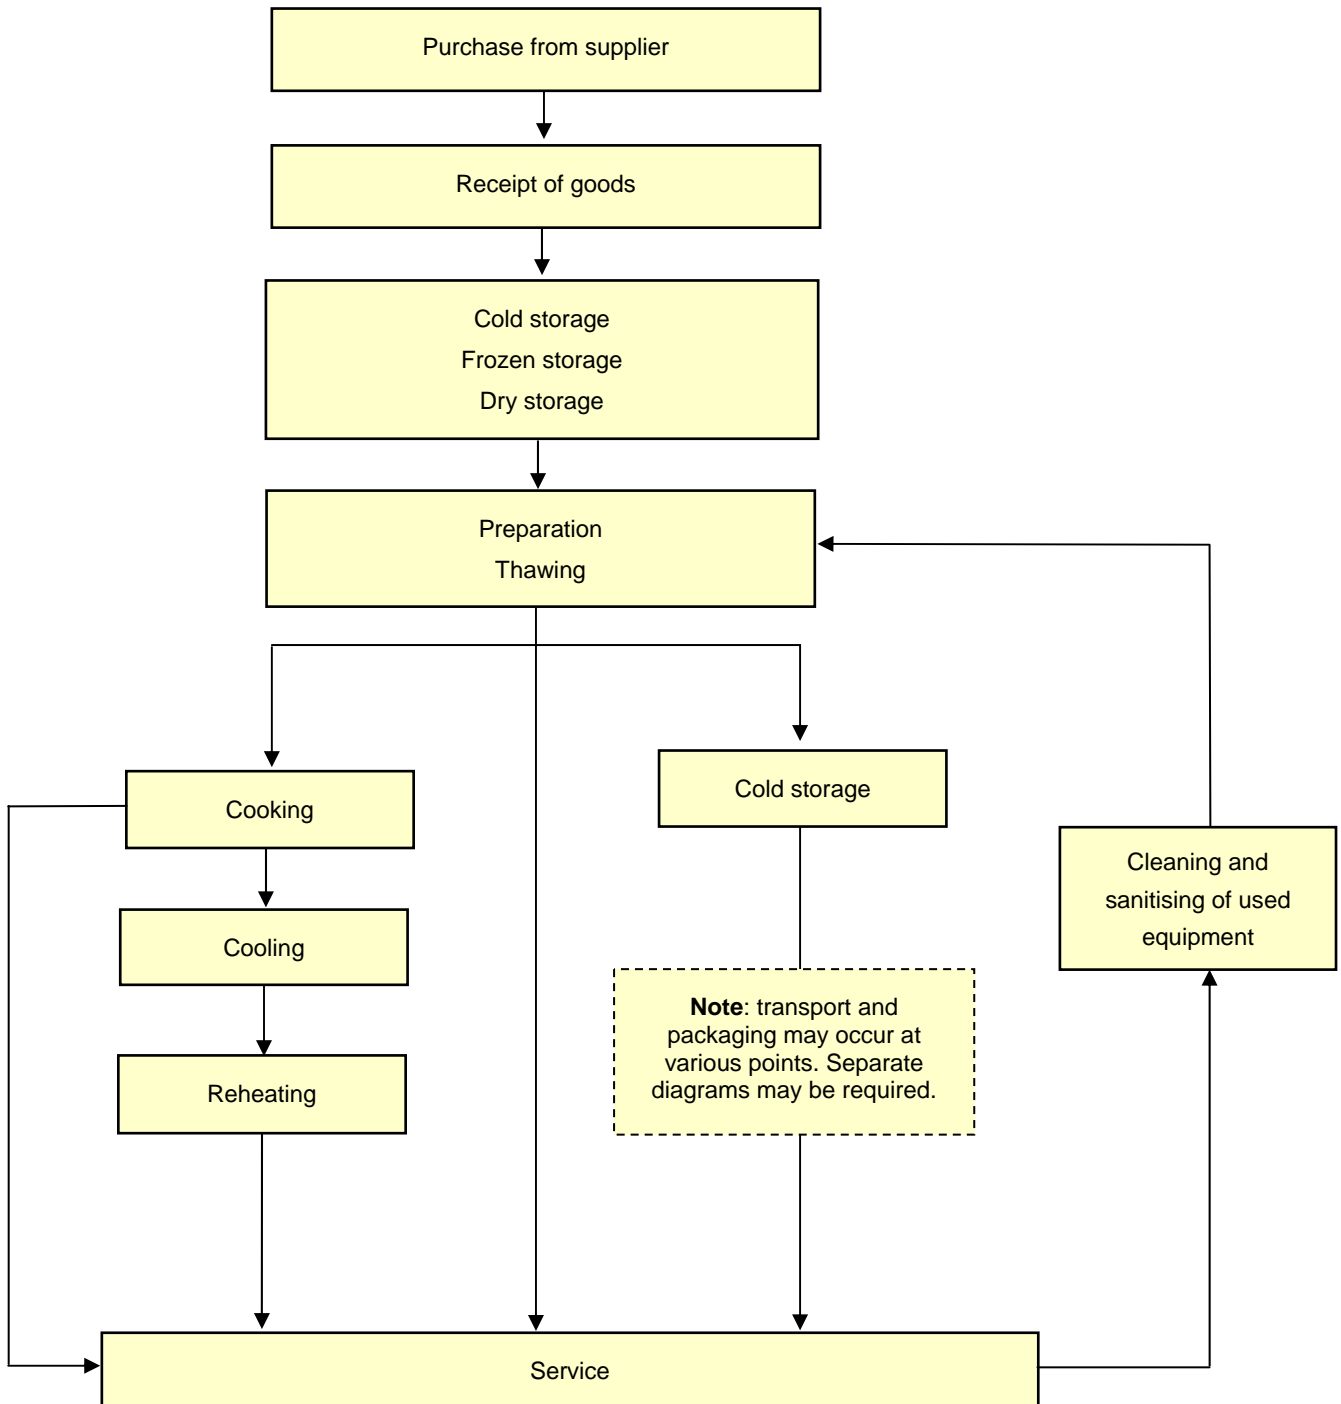 Purchase from supplier
Receipt of goods
Cold storage
Frozen storage
Dry storage
Preparation
Thawing
Cooking
Cold storage
Cleaning and
sanitising of used
equipment
Cooling
Note: transport and
packaging may occur at
various points. Separate
diagrams may be required.
Reheating
Service